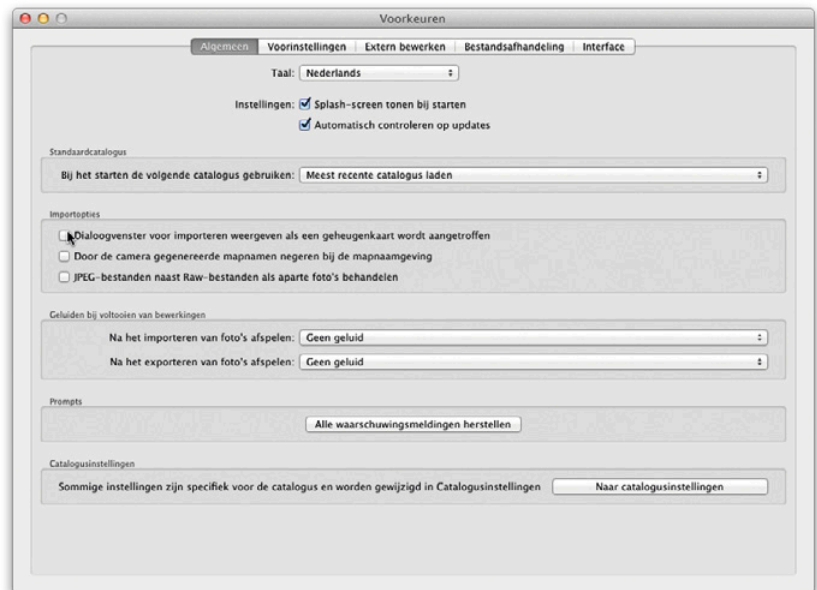 Voorkeuren
Algemeen Voorinstellingen Extern bewerken Bestandsafhandeling Interface
Taal: Nederlands
Instellingen: Splash-screen tonen bij starten
Automatisch controleren op updates
Standaardcatalogus
Bij het starten de volgende catalogus gebruiken: Meest recente catalogus laden
Importopties
Dialoogvenster voor importeren weergeven als een geheugenkaart wordt aangetroffen
Door de camera gegenereerde mapnamen negeren bij de mapnaamgeving
JPEG-bestanden naast Raw-bestanden als aparte foto's behandelen
Geluiden bij voltooien van bewerkingen
Na het importeren van foto's afspelen: Geen geluid
Na het exporteren van foto's afspelen: Geen geluid
Prompts
Alle waarschuwingsmeldingen herstellen
Catalogusinstellingen
Sommige instellingen zijn specifiek voor de catalogus en worden gewijzigd in Catalogusinstellingen Naar catalogusinstellingen